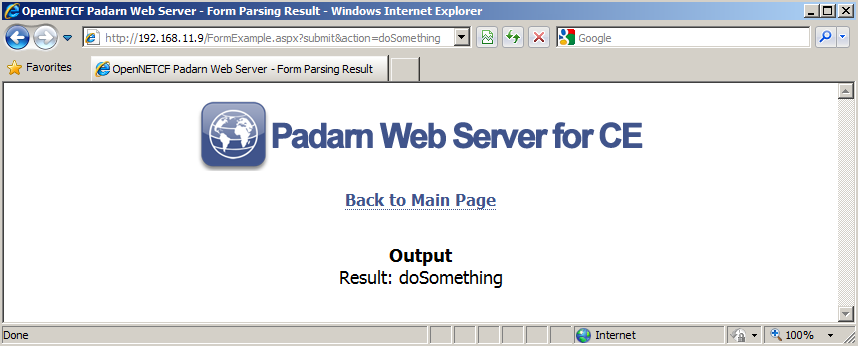 OpenNETCF Padarn Web Server - Form Parsing Result - Windows Internet Explorer
http://192.168.11.9/FormExample.aspx?submit&action=doSomething
Google
Favorites
OpenNETCF Padarn Web Server - Form Parsing Result
Padarn Web Server for CE
Back to Main Page
Output
Result: doSomething
Done
Internet
100%